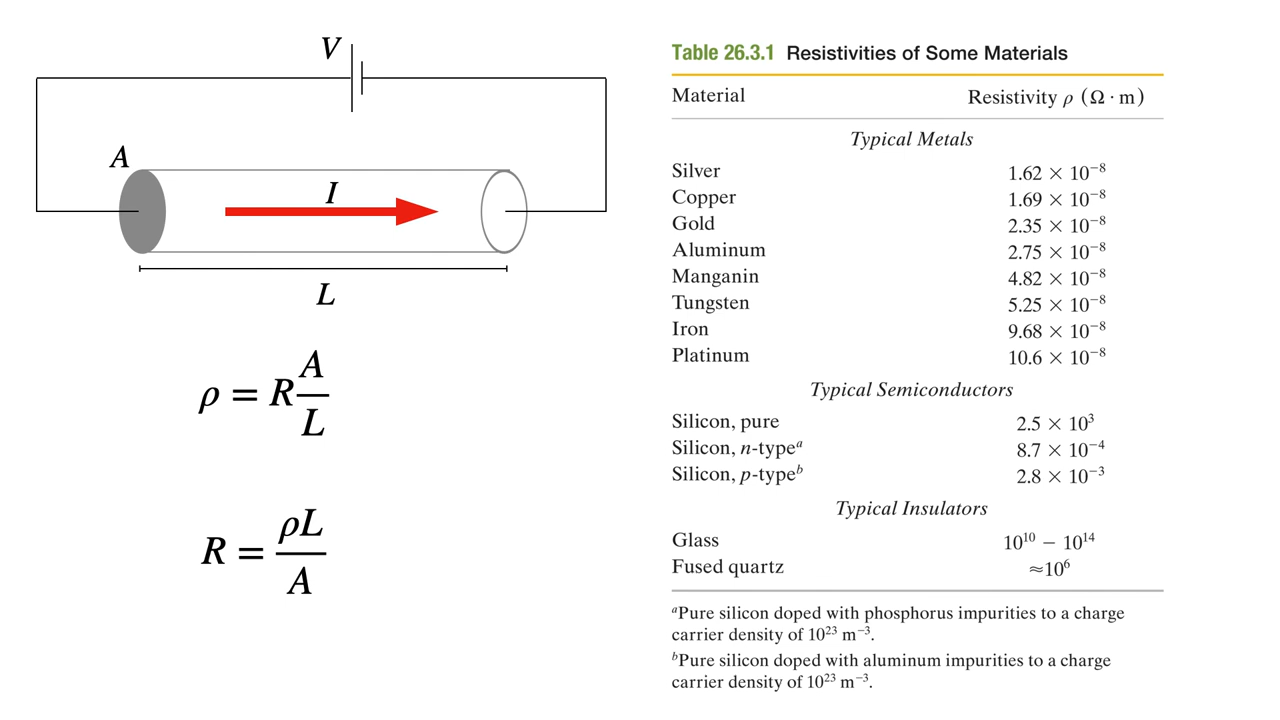 V
A
I
L
ρ = R A/L
R = ρL/A
Table 26.3.1 Resistivities of Some Materials
Material Resistivity ρ (Ω · m)
Typical Metals
Silver 1.62 × 10⁻⁸
Copper 1.69 × 10⁻⁸
Gold 2.35 × 10⁻⁸
Aluminum 2.75 × 10⁻⁸
Manganin 4.82 × 10⁻⁸
Tungsten 5.25 × 10⁻⁸
Iron 9.68 × 10⁻⁸
Platinum 10.6 × 10⁻⁸
Typical Semiconductors
Silicon, pure 2.5 × 10³
Silicon, n-typeᵃ 8.7 × 10⁻⁴
Silicon, p-typeᵇ 2.8 × 10⁻³
Typical Insulators
Glass 10¹⁰ − 10¹⁴
Fused quartz ≈10⁶
ᵃPure silicon doped with phosphorus impurities to a charge
carrier density of 10²³ m⁻³.
ᵇPure silicon doped with aluminum impurities to a charge
carrier density of 10²³ m⁻³.